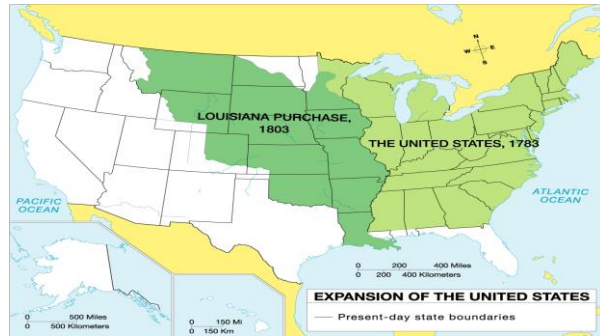 N
W E
S
LOUISIANA PURCHASE,
1803
THE UNITED STATES, 1783
PACIFIC
OCEAN
ATLANTIC
OCEAN
0 200 400 Miles
0 200 400 Kilometers
0 500 Miles
0 500 Kilometers
0 150 Mi
0 150 Km
EXPANSION OF THE UNITED STATES
Present-day state boundaries